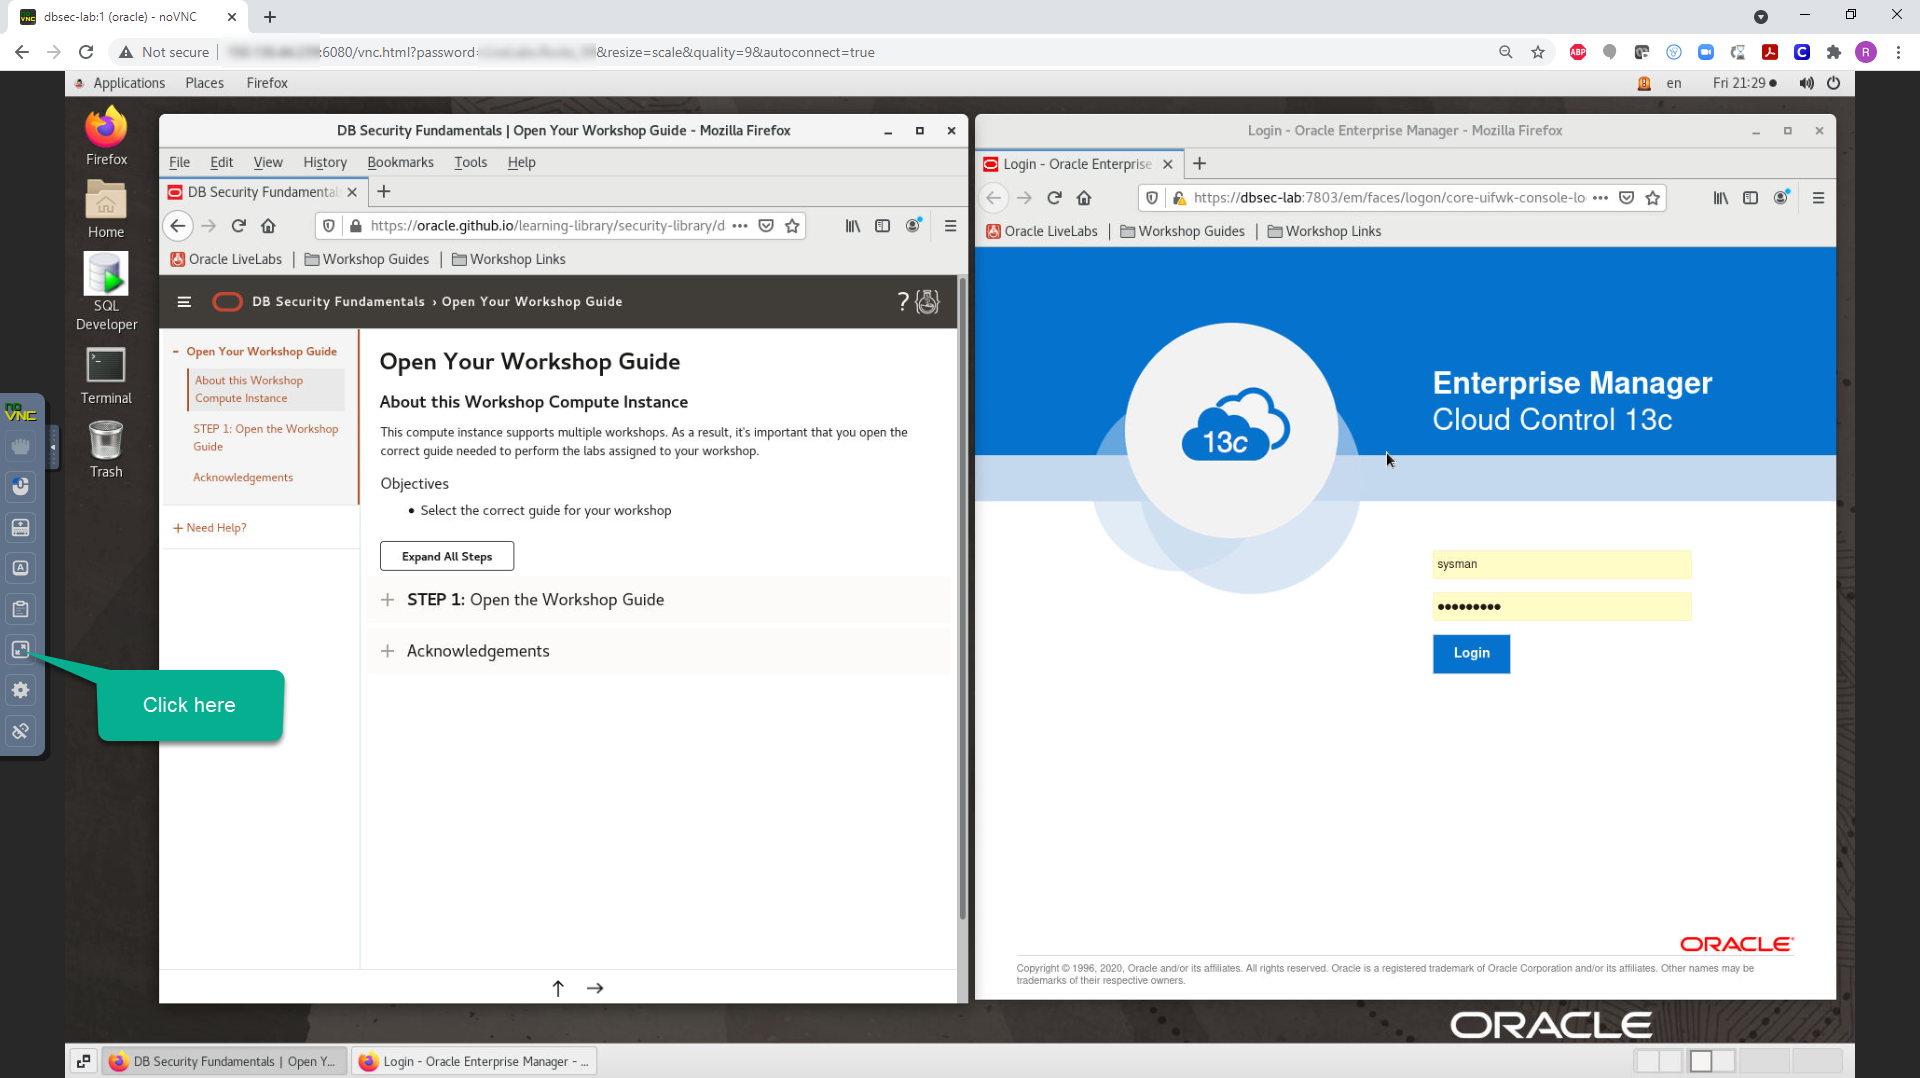 dbsec-lab:1 (oracle) - noVNC
Not secure
:6080/vnc.html?password=
&resize=scale&quality=9&autoconnect=true
ABP
R
Applications Places Firefox
en Fri 21:29
Firefox
Home
SQL
Developer
Terminal
Trash
no
VNC
A
Click here
DB Security Fundamentals | Open Your Workshop Guide - Mozilla Firefox
File Edit View History Bookmarks Tools Help
DB Security Fundamental
https://oracle.github.io/learning-library/security-library/d
Oracle LiveLabs Workshop Guides Workshop Links
DB Security Fundamentals › Open Your Workshop Guide
?
- Open Your Workshop Guide
About this Workshop
Compute Instance
STEP 1: Open the Workshop
Guide
Acknowledgements
+ Need Help?
Open Your Workshop Guide
About this Workshop Compute Instance
This compute instance supports multiple workshops. As a result, it's important that you open the
correct guide needed to perform the labs assigned to your workshop.
Objectives
• Select the correct guide for your workshop
Expand All Steps
+ STEP 1: Open the Workshop Guide
+ Acknowledgements
↑ →
Login - Oracle Enterprise Manager - Mozilla Firefox
Login - Oracle Enterprise
https://dbsec-lab:7803/em/faces/logon/core-uifwk-console-lo
Oracle LiveLabs Workshop Guides Workshop Links
13c
Enterprise Manager
Cloud Control 13c
sysman
•••••••••
Login
ORACLE
Copyright © 1996, 2020, Oracle and/or its affiliates. All rights reserved. Oracle is a registered trademark of Oracle Corporation and/or its affiliates. Other names may be
trademarks of their respective owners.
ORACLE
DB Security Fundamentals | Open Y...
Login - Oracle Enterprise Manager - ...